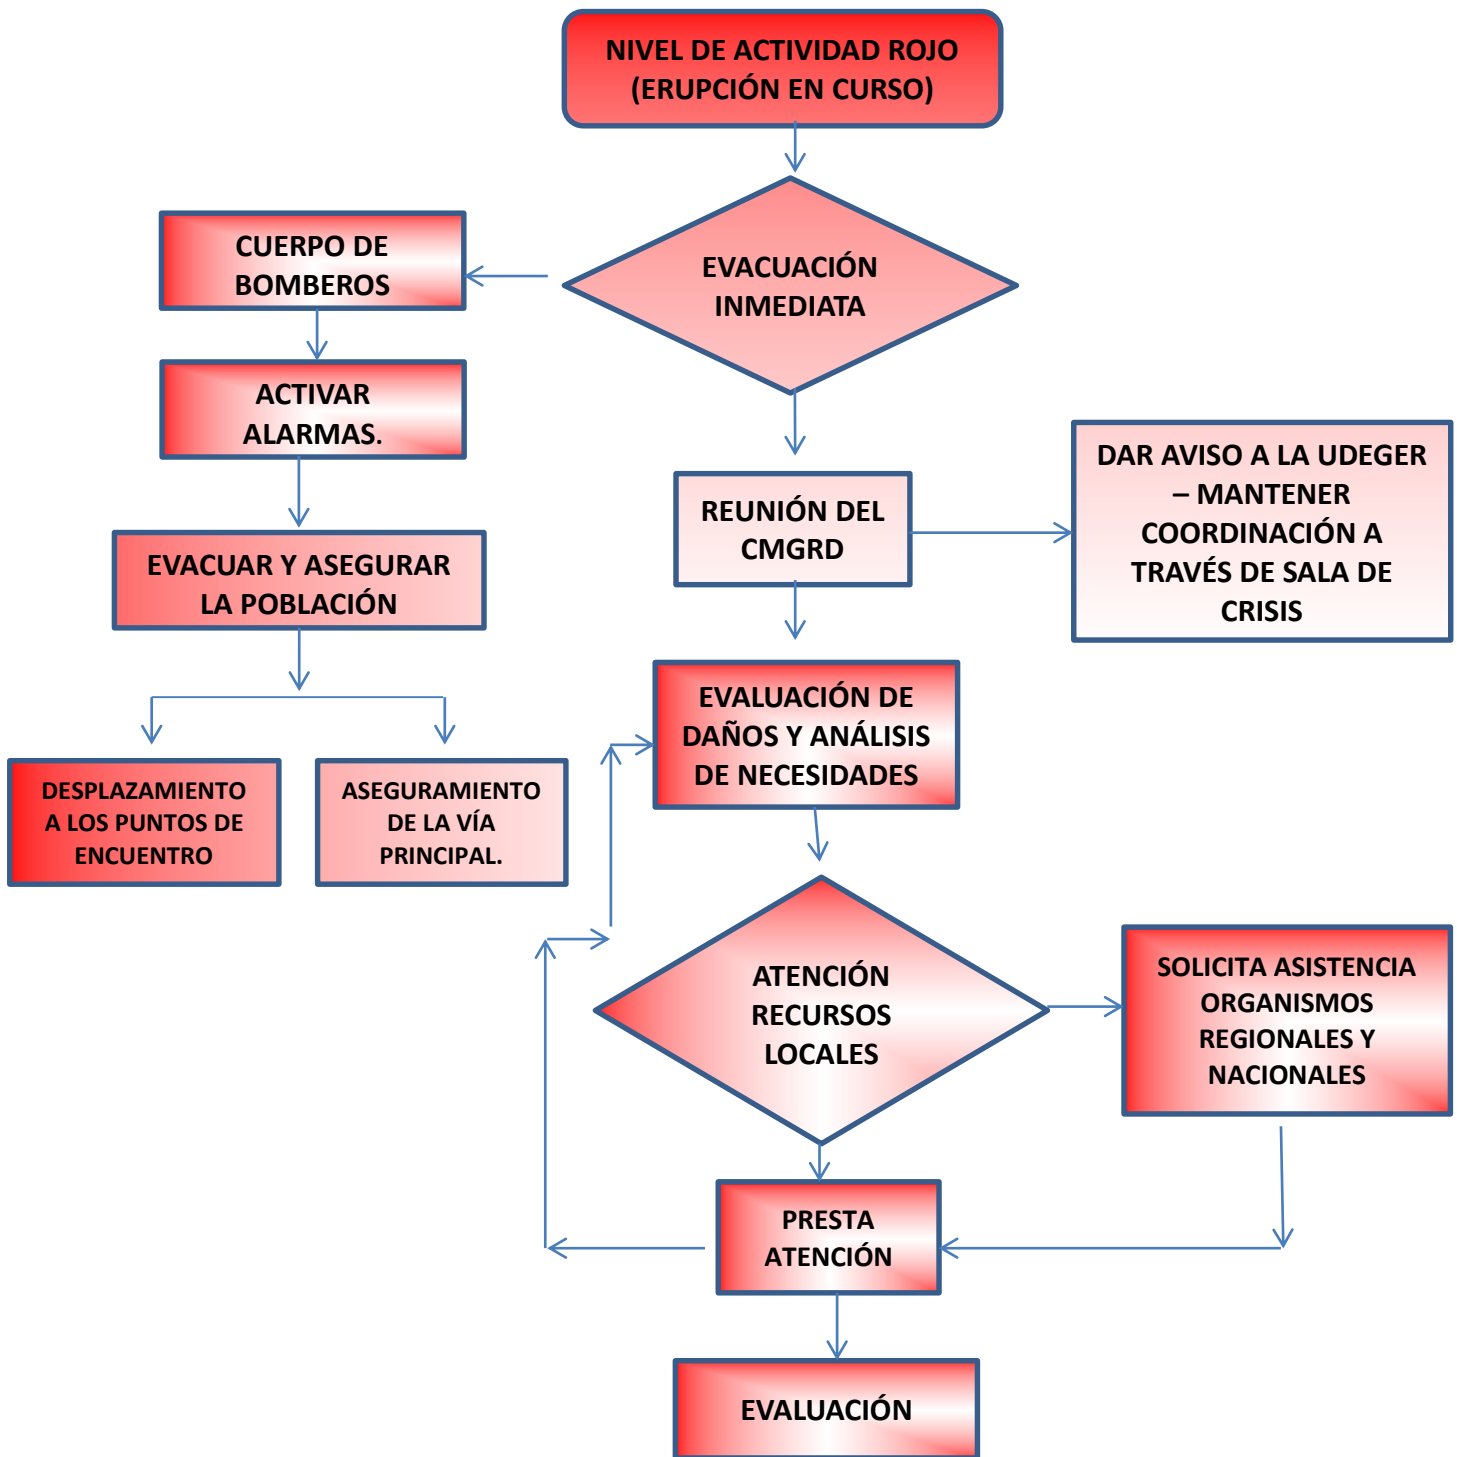 NIVEL DE ACTIVIDAD ROJO
(ERUPCIÓN EN CURSO)
EVACUACIÓN
INMEDIATA
CUERPO DE
BOMBEROS
ACTIVAR
ALARMAS.
EVACUAR Y ASEGURAR
LA POBLACIÓN
DESPLAZAMIENTO
A LOS PUNTOS DE
ENCUENTRO
ASEGURAMIENTO
DE LA VÍA
PRINCIPAL.
REUNIÓN DEL
CMGRD
DAR AVISO A LA UDEGER
– MANTENER
COORDINACIÓN A
TRAVÉS DE SALA DE
CRISIS
EVALUACIÓN DE
DAÑOS Y ANÁLISIS
DE NECESIDADES
ATENCIÓN
RECURSOS
LOCALES
SOLICITA ASISTENCIA
ORGANISMOS
REGIONALES Y
NACIONALES
PRESTA
ATENCIÓN
EVALUACIÓN